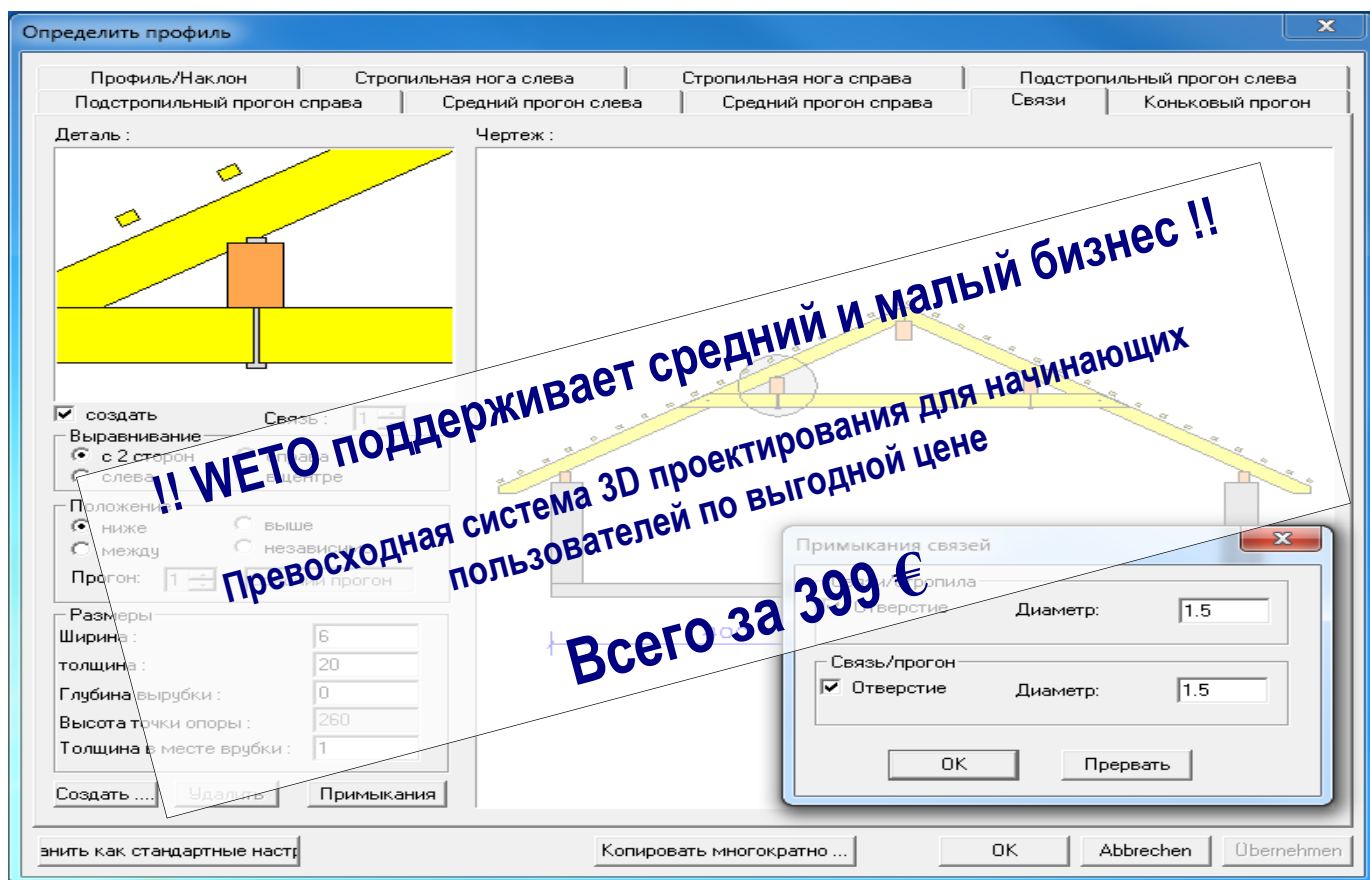 Определить профиль
Профиль/Наклон
Стропильная нога слева
Стропильная нога справа
Подстропильный прогон слева
Подстропильный прогон справа
Средний прогон слева
Средний прогон справа
Связи
Коньковый прогон
Деталь :
Чертеж :
!! WETO поддерживает средний и малый бизнес !!
Превосходная система 3D проектирования для начинающих
пользователей по выгодной цене
Всего за 399 €
создать
Связь : 1
Выравнивание
с 2 сторон
справа
слева
в центре
Положение
ниже
выше
между
Прогон: 1
прогон
Размеры
Ширина : 6
толщина : 20
Глубина вырубки : 0
Высота точки опоры : 260
Толщина в месте врубки : 1
Создать ....
Удалить
Примыкания
Примыкания связей
Отверстие
Диаметр: 1.5
Связь/прогон
Отверстие
Диаметр: 1.5
OK
Прервать
анить как стандартные настр
Копировать многократно ...
OK
Abbrechen
Übernehmen